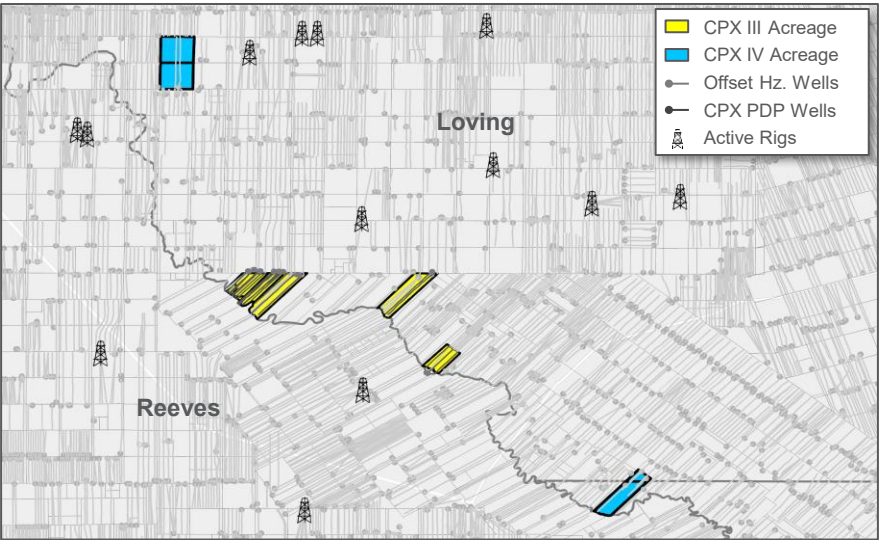 CPX III Acreage
CPX IV Acreage
Offset Hz. Wells
CPX PDP Wells
Active Rigs
Loving
Reeves